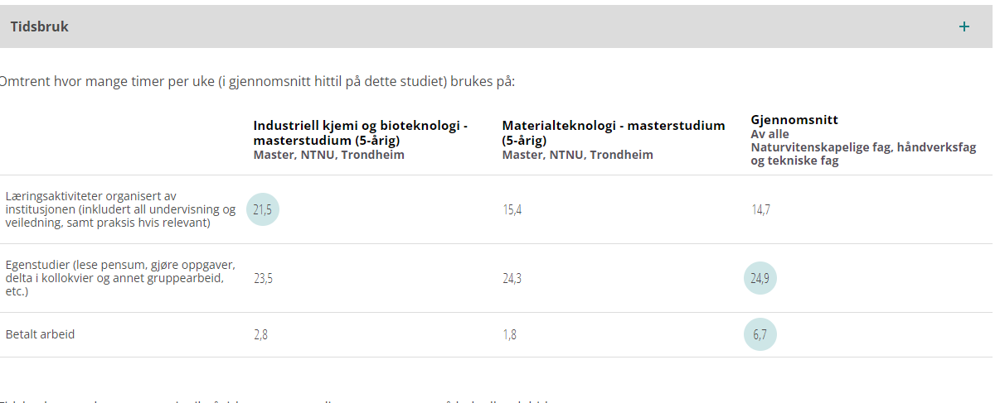 Tidsbruk
+
Omtrent hvor mange timer per uke (i gjennomsnitt hittil på dette studiet) brukes på:
Industriell kjemi og bioteknologi -
masterstudium (5-årig)
Master, NTNU, Trondheim
Materialteknologi - masterstudium
(5-årig)
Master, NTNU, Trondheim
Gjennomsnitt
Av alle
Naturvitenskapelige fag, håndverksfag
og tekniske fag
Læringsaktiviteter organisert av
institusjonen (inkludert all undervisning og
veiledning, samt praksis hvis relevant)
21,5
15,4
14,7
Egenstudier (lese pensum, gjøre oppgaver,
delta i kollokvier og annet gruppearbeid,
etc.)
23,5
24,3
24,9
Betalt arbeid
2,8
1,8
6,7